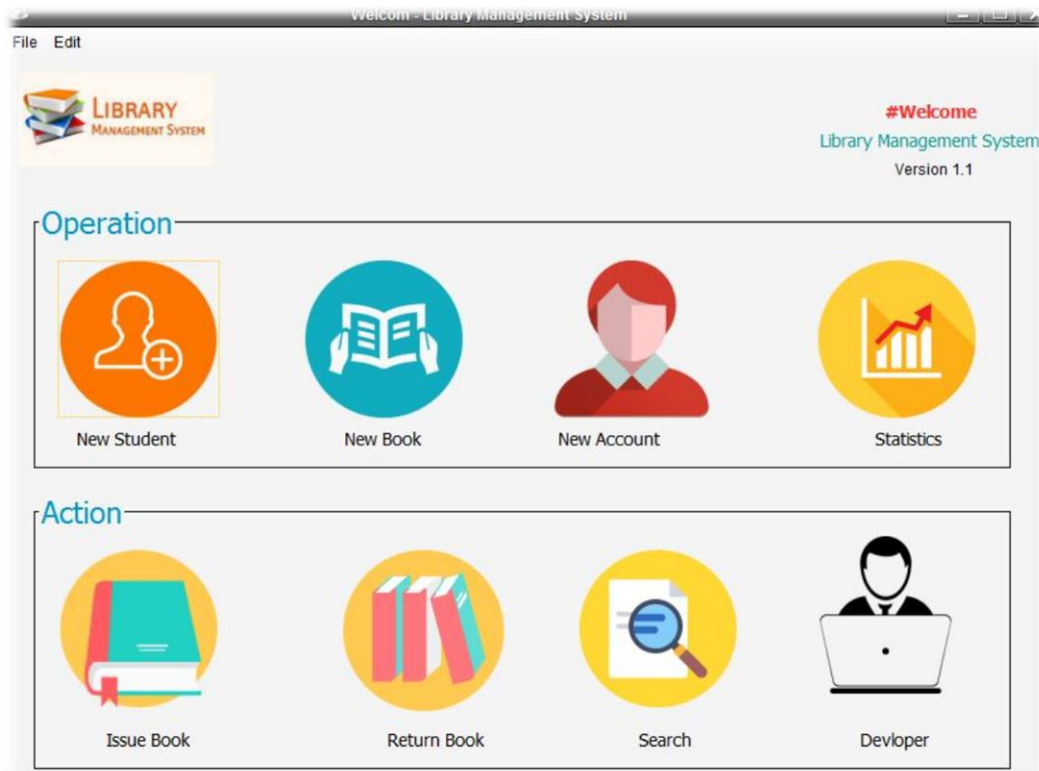 Welcom - Library Management System
File Edit
LIBRARY
MANAGEMENT SYSTEM
#Welcome
Library Management System
Version 1.1
Operation
New Student New Book New Account Statistics
Action
Issue Book Return Book Search Devloper